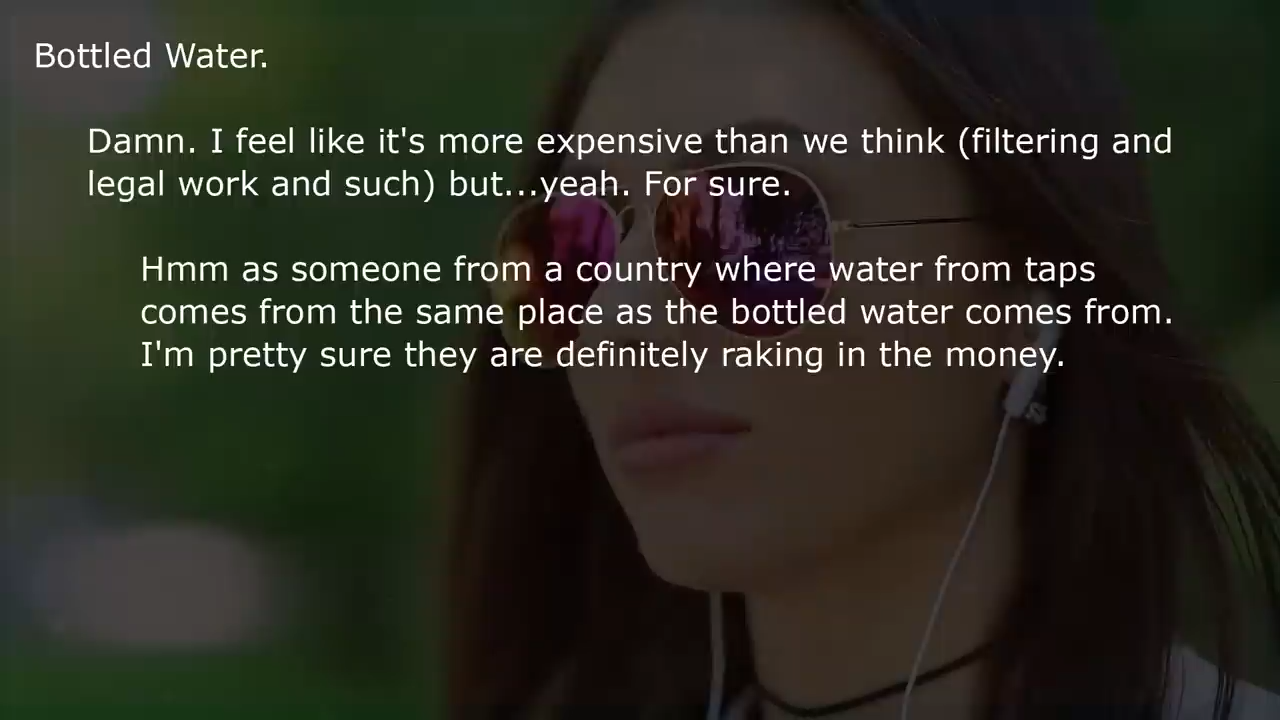 Bottled Water.
Damn. I feel like it's more expensive than we think (filtering and
legal work and such) but...yeah. For sure.
Hmm as someone from a country where water from taps
comes from the same place as the bottled water comes from.
I'm pretty sure they are definitely raking in the money.